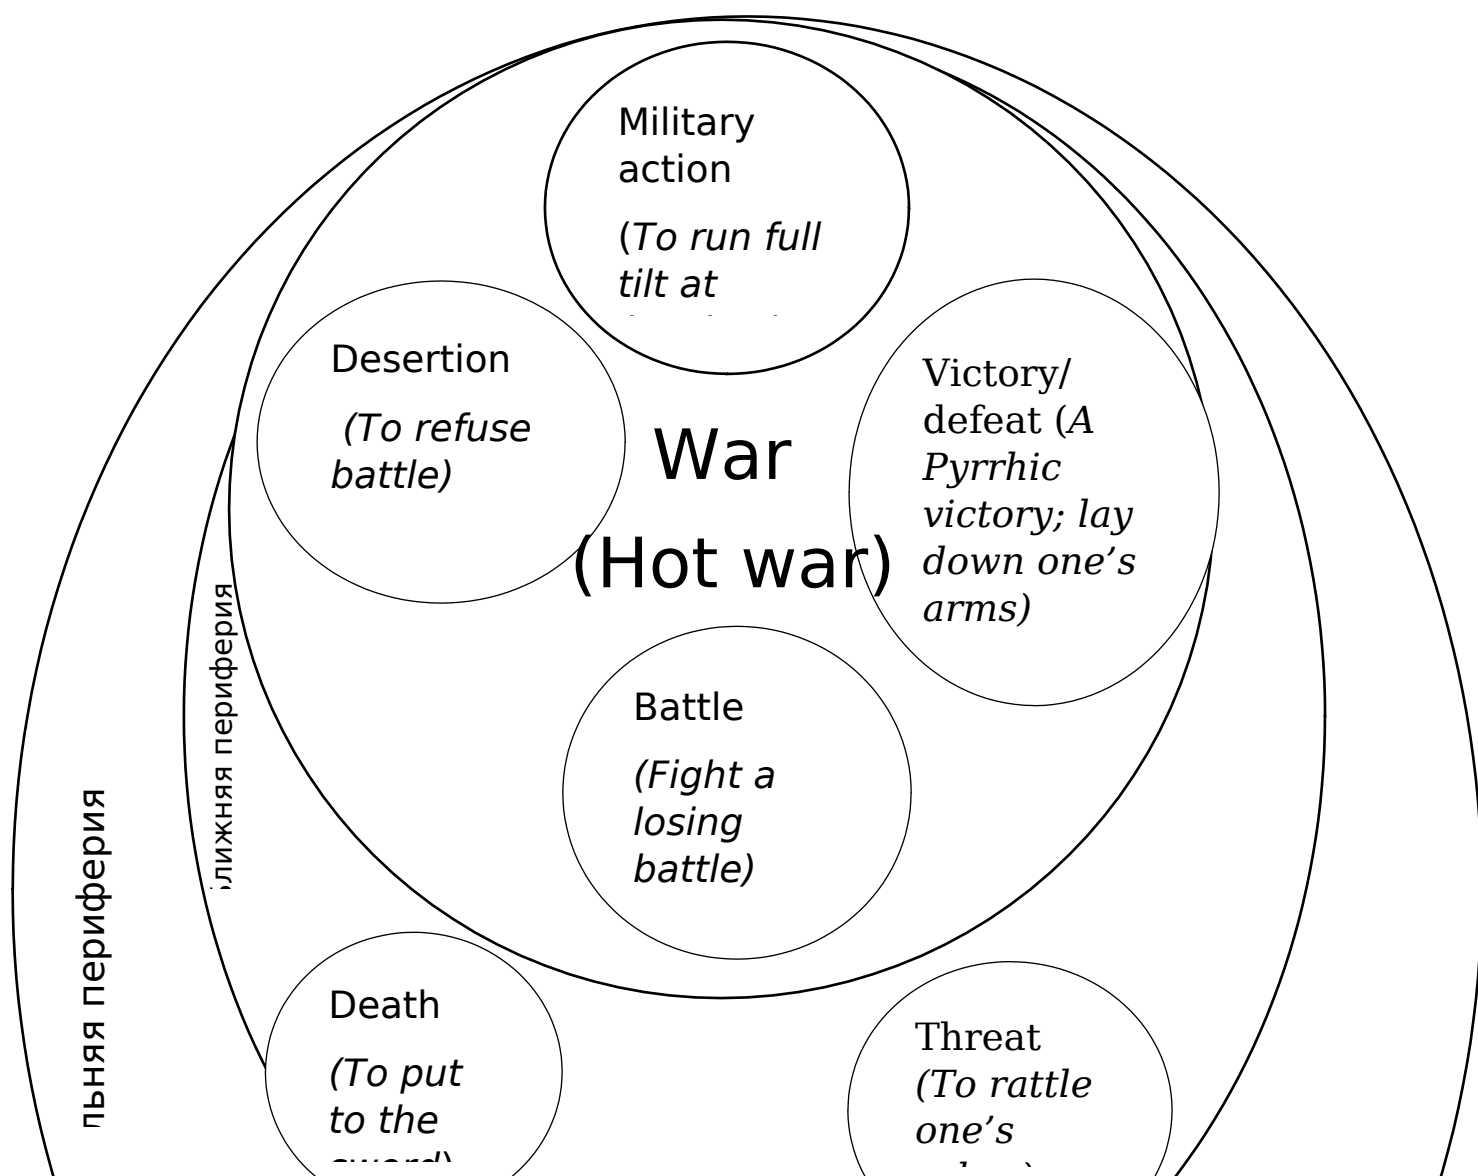 Military
action
(To run full
tilt at
Desertion
(To refuse
battle)
War
(Hot war)
Victory/
defeat (A
Pyrrhic
victory; lay
down one’s
arms)
Battle
(Fight a
losing
battle)
ближняя периферия
льняя периферия
Death
(To put
to the
sword)
Threat
(To rattle
one’s